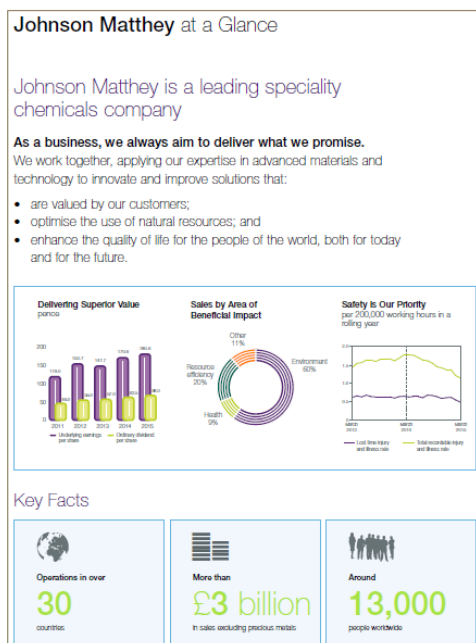 Johnson Matthey at a Glance
Johnson Matthey is a leading speciality
chemicals company
As a business, we always aim to deliver what we promise.
We work together, applying our expertise in advanced materials and
technology to innovate and improve solutions that:
• are valued by our customers;
• optimise the use of natural resources; and
• enhance the quality of life for the people of the world, both for today
and for the future.
Delivering Superior Value
pence
200
150
100
50
0
2011 2012 2013 2014 2015
Underlying earnings
per share
Ordinary dividend
per share
Sales by Area of
Beneficial Impact
Other
11%
Environment
60%
Resource
efficiency
20%
Health
9%
Safety Is Our Priority
per 200,000 working hours in a
rolling year
March
2012
March
March
2015
Lost time injury
and illness rate
Total recordable injury
and illness rate
Key Facts
Operations in over
30
countries
More than
£3 billion
in sales excluding precious metals
Around
13,000
people worldwide